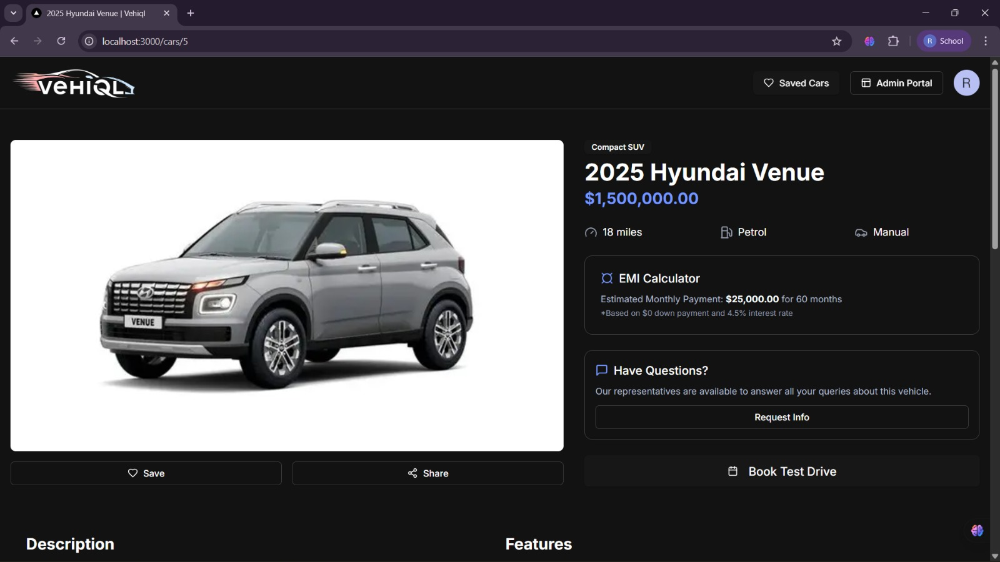 2025 Hyundai Venue | Vehiql
localhost:3000/cars/5
R School
VEHIQL
Saved Cars
Admin Portal
R
Compact SUV
2025 Hyundai Venue
$1,500,000.00
18 miles
Petrol
Manual
EMI Calculator
Estimated Monthly Payment: $25,000.00 for 60 months
*Based on $0 down payment and 4.5% interest rate
VENUE
Have Questions?
Our representatives are available to answer all your queries about this vehicle.
Request Info
Save
Share
Book Test Drive
Description
Features